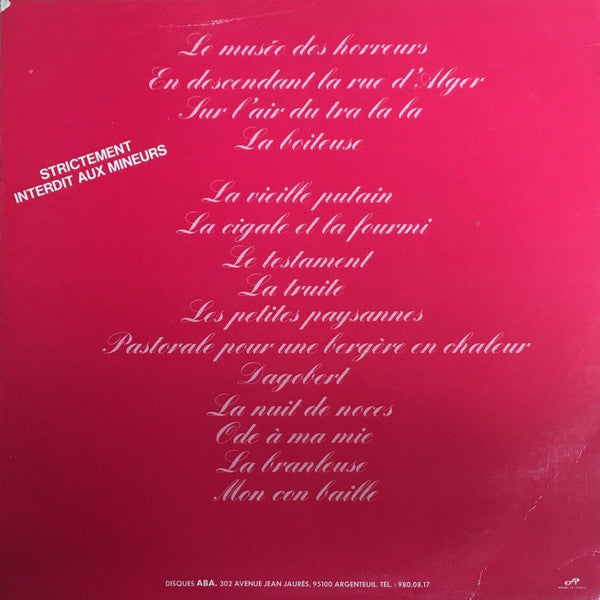 Le musée des horreurs
En descendant la rue d'Alger
Sur l'air du tra la la
La boiteuse
STRICTEMENT
INTERDIT AUX MINEURS
La vieille putain
La cigale et la fourmi
Le testament
La truite
Les petites paysannes
Pastorale pour une bergère en chaleur
Dagobert
La nuit de noces
Ode à ma mie
La branleuse
Mon con baille
DISQUES ABA. 302 AVENUE JEAN JAURÈS, 95100 ARGENTEUIL. TÉL. : 980.08.17